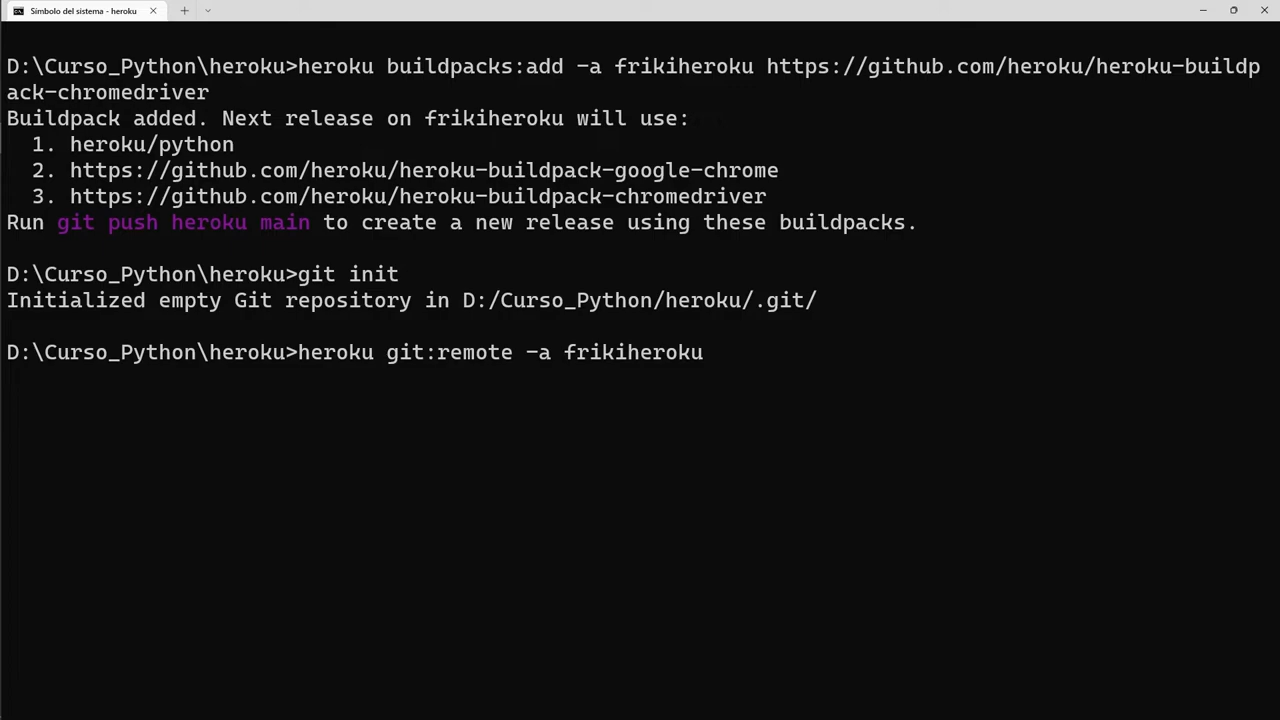 Símbolo del sistema - heroku
D:\Curso_Python\heroku>heroku buildpacks:add -a frikiheroku https://github.com/heroku/heroku-buildp
ack-chromedriver
Buildpack added. Next release on frikiheroku will use:
1. heroku/python
2. https://github.com/heroku/heroku-buildpack-google-chrome
3. https://github.com/heroku/heroku-buildpack-chromedriver
Run git push heroku main to create a new release using these buildpacks.
D:\Curso_Python\heroku>git init
Initialized empty Git repository in D:/Curso_Python/heroku/.git/
D:\Curso_Python\heroku>heroku git:remote -a frikiheroku